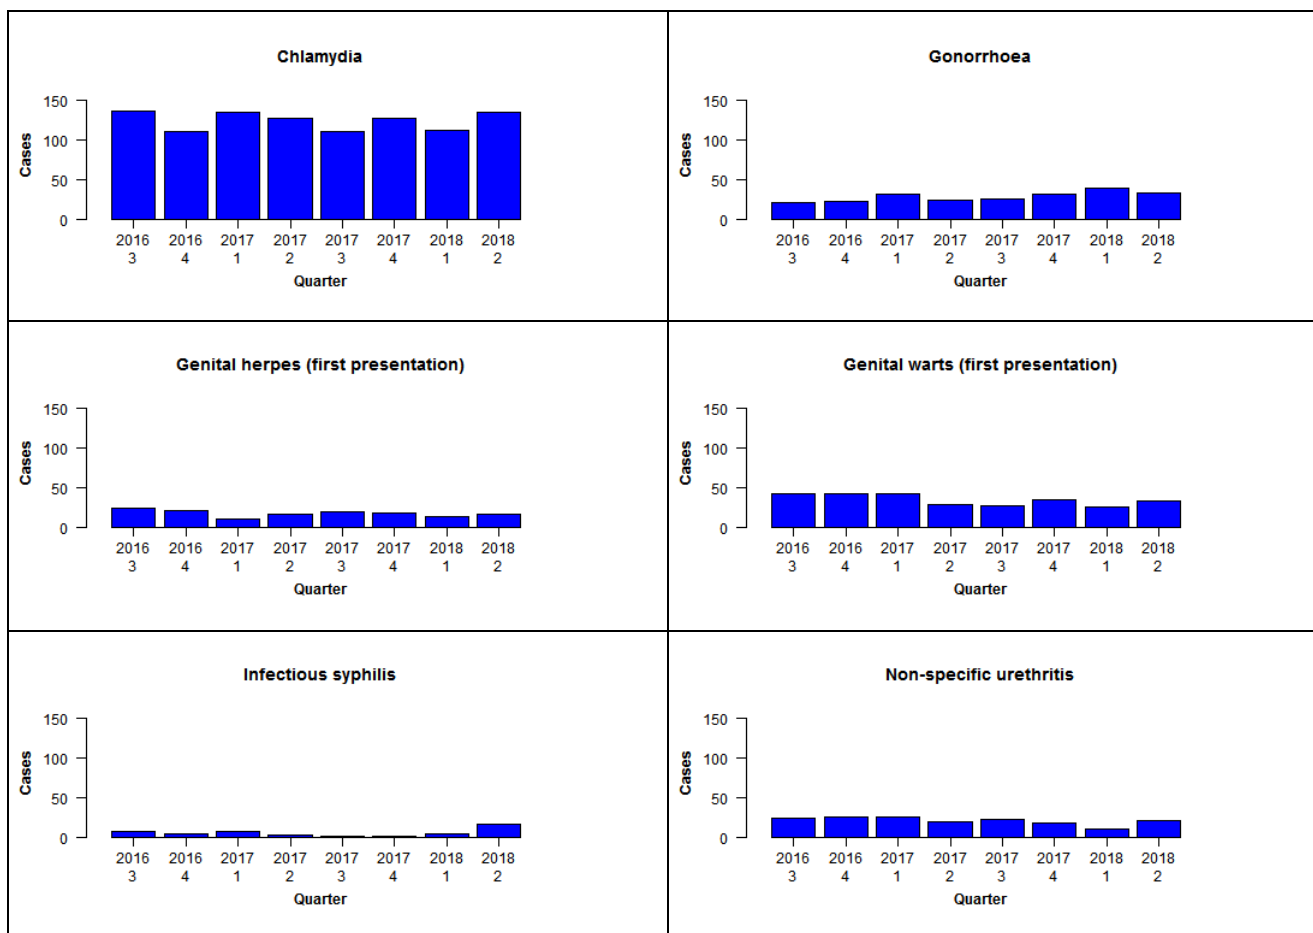 Chlamydia
150
100
50
0
Cases
2016 2016 2017 2017 2017 2017 2018 2018
3 4 1 2 3 4 1 2
Quarter
Gonorrhoea
150
100
50
0
Cases
2016 2016 2017 2017 2017 2017 2018 2018
3 4 1 2 3 4 1 2
Quarter
Genital herpes (first presentation)
150
100
50
0
Cases
2016 2016 2017 2017 2017 2017 2018 2018
3 4 1 2 3 4 1 2
Quarter
Genital warts (first presentation)
150
100
50
0
Cases
2016 2016 2017 2017 2017 2017 2018 2018
3 4 1 2 3 4 1 2
Quarter
Infectious syphilis
150
100
50
0
Cases
2016 2016 2017 2017 2017 2017 2018 2018
3 4 1 2 3 4 1 2
Quarter
Non-specific urethritis
150
100
50
0
Cases
2016 2016 2017 2017 2017 2017 2018 2018
3 4 1 2 3 4 1 2
Quarter